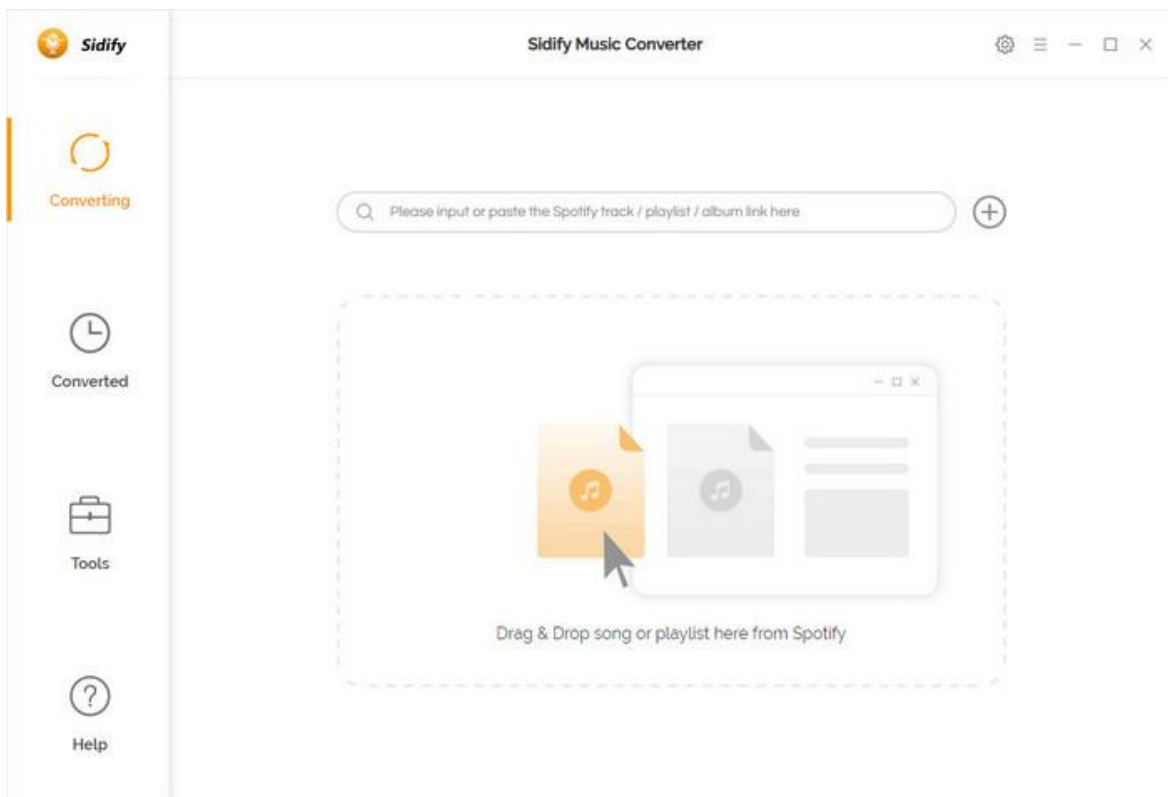 Sidify
Sidify Music Converter
Converting
Please input or paste the Spotify track / playlist / album link here
Converted
Tools
Drag & Drop song or playlist here from Spotify
Help